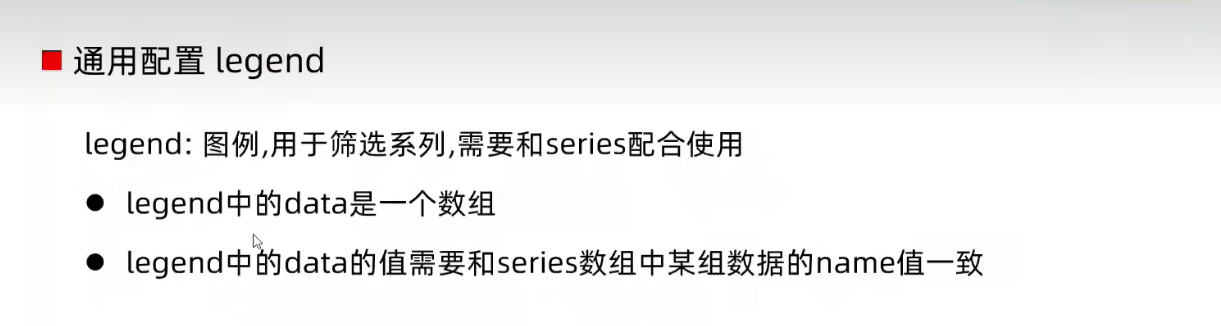 通用配置 legend
legend: 图例,用于筛选系列,需要和series配合使用
legend中的data是一个数组
legend中的data的值需要和series数组中某组数据的name值一致